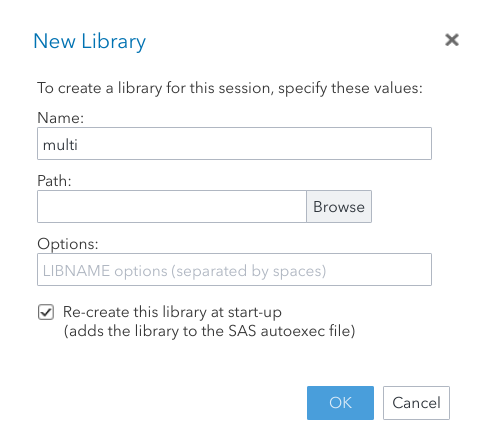 New Library
To create a library for this session, specify these values:
Name:
multi
Path:
Browse
Options:
LIBNAME options (separated by spaces)
Re-create this library at start-up
(adds the library to the SAS autoexec file)
OK
Cancel